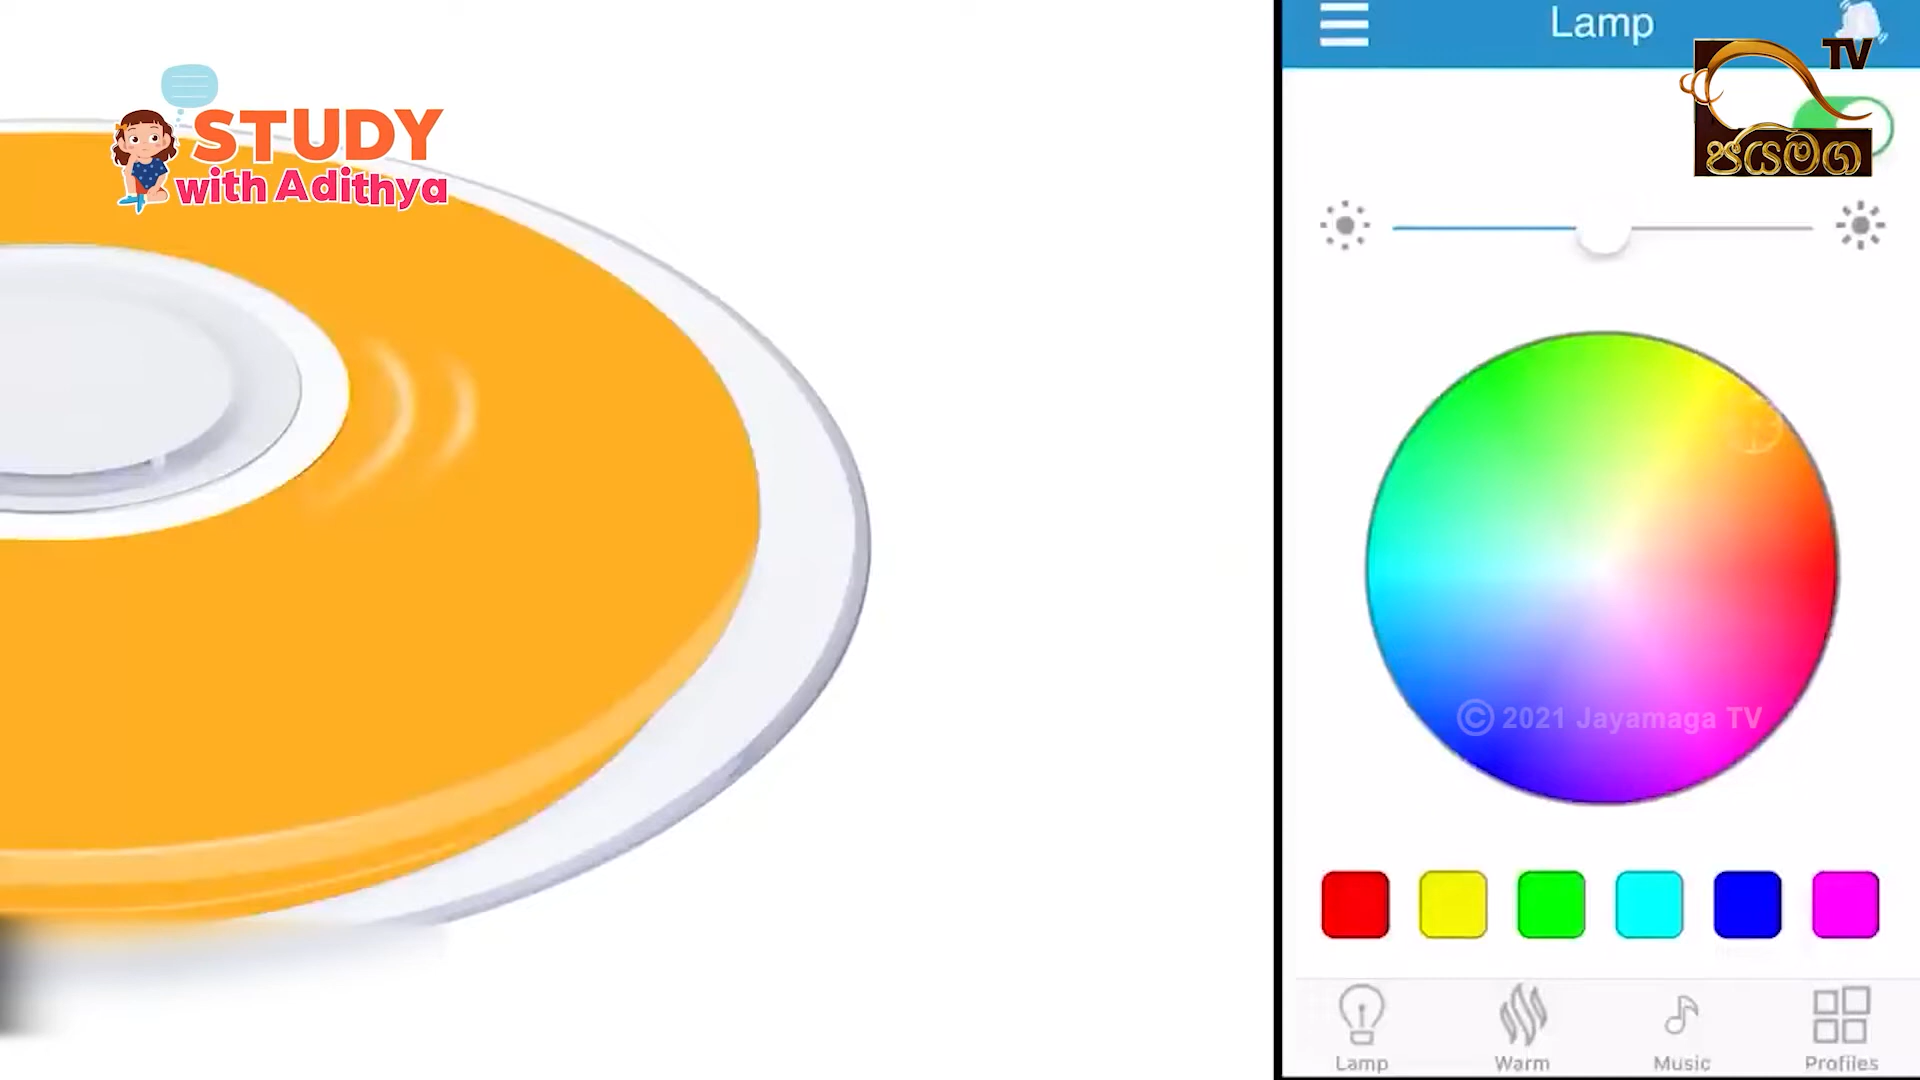 STUDY
with Adithya
Lamp
TV
ජයමග
© 2021 Jayamaga TV
Lamp
Warm
Music
Profiles